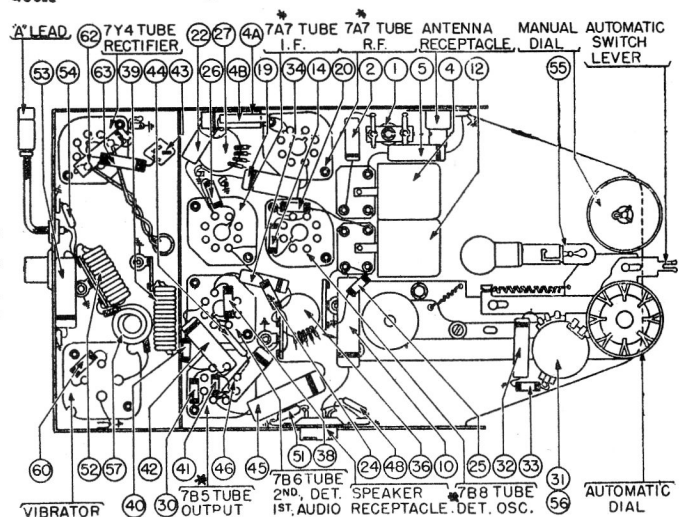 "A" LEAD
7Y4 TUBE
RECTIFIER
*
7A7 TUBE
I.F.
*
7A7 TUBE
R.F.
ANTENNA
RECEPTACLE
MANUAL
DIAL
AUTOMATIC
SWITCH
LEVER
62 22 27 4A
53 54 63 39 44 43 26 4B 19 34 14 20 2 1 5 4 12 55
60 52 57 40 42 30 41 46 45 51 38 24 48 36 10 25 32 33 31
56
VIBRATOR
*
7B5 TUBE
OUTPUT
7B6 TUBE
2ND, DET.
1ST, AUDIO
SPEAKER
RECEPTACLE
*
7B8 TUBE
DET. OSC.
AUTOMATIC
DIAL